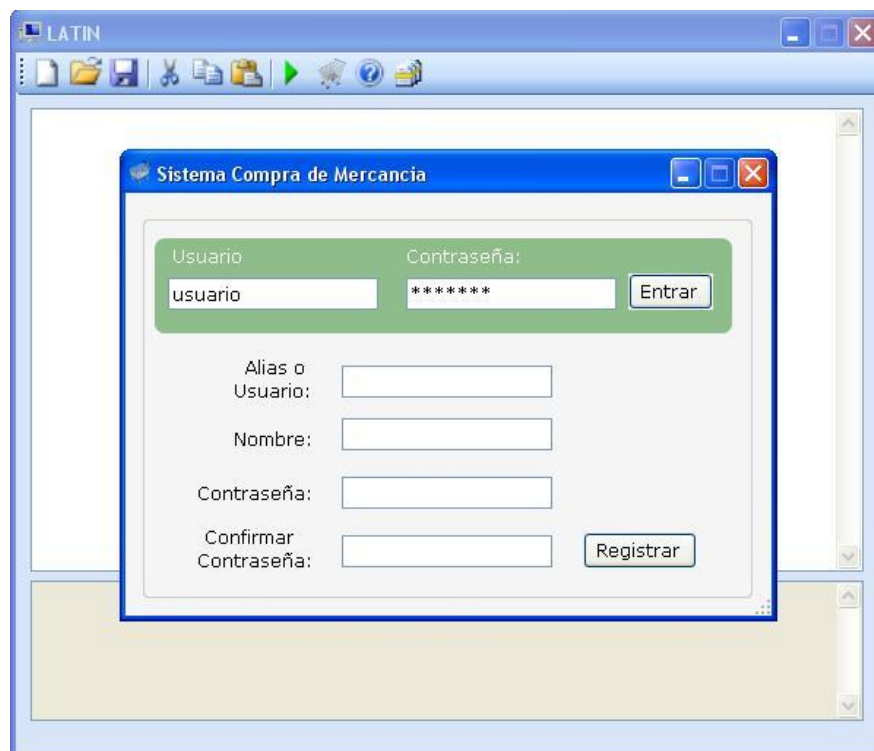 LATIN
Sistema Compra de Mercancia
Usuario Contraseña:
usuario ******* Entrar
Alias o
Usuario:
Nombre:
Contraseña:
Confirmar
Contraseña:
Registrar